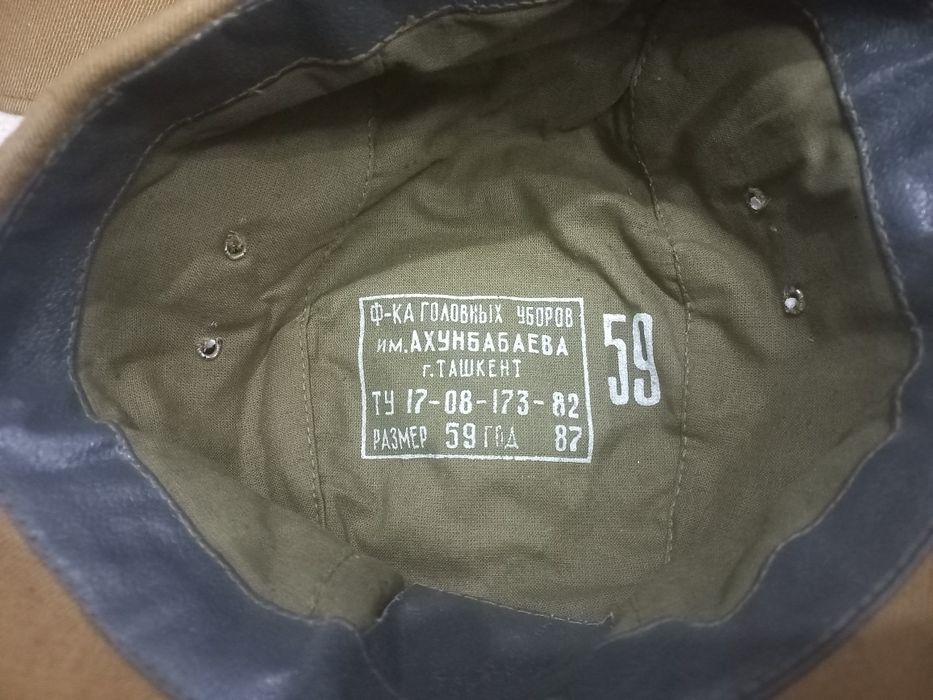 Ф-КА ГОЛОВНЫХ УБОРОВ
им. АХУНБАБАЕВА
г. ТАШКЕНТ
ТУ 17-08-173-82
РАЗМЕР 59 ГОД 87
59